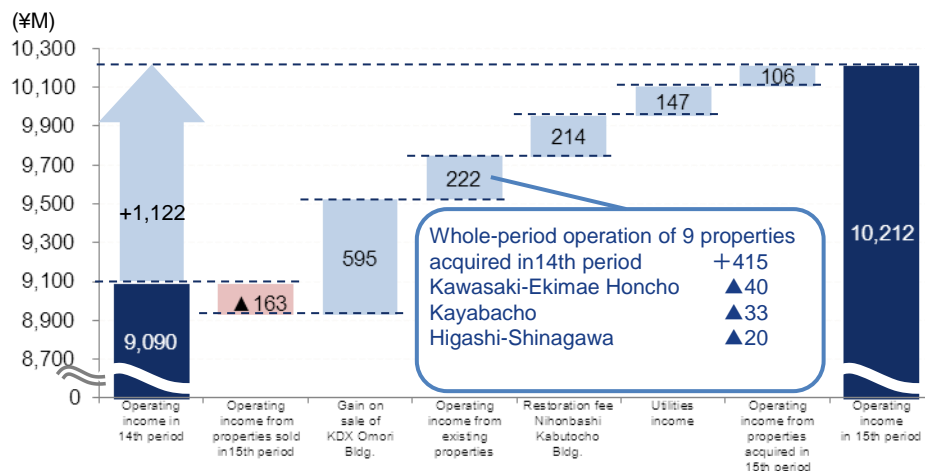 (¥M)
10,300
10,100
9,900
9,700
9,500
9,300
9,100
8,900
8,700
0
+1,122
9,090
▲ 163
595
222
214
147
106
10,212
Whole-period operation of 9 properties
acquired in14th period +415
Kawasaki-Ekimae Honcho ▲40
Kayabacho ▲33
Higashi-Shinagawa ▲20
Operating
income in
14th period
Operating
income from
properties sold
in15th period
Gain on
sale of
KDX Omori
Bldg.
Operating
income from
existing
properties
Restoration fee
Nihonbashi
Kabutocho
Bldg.
Utilities
income
Operating
income from
properties
acquired in
15th period
Operating
income
in 15th period